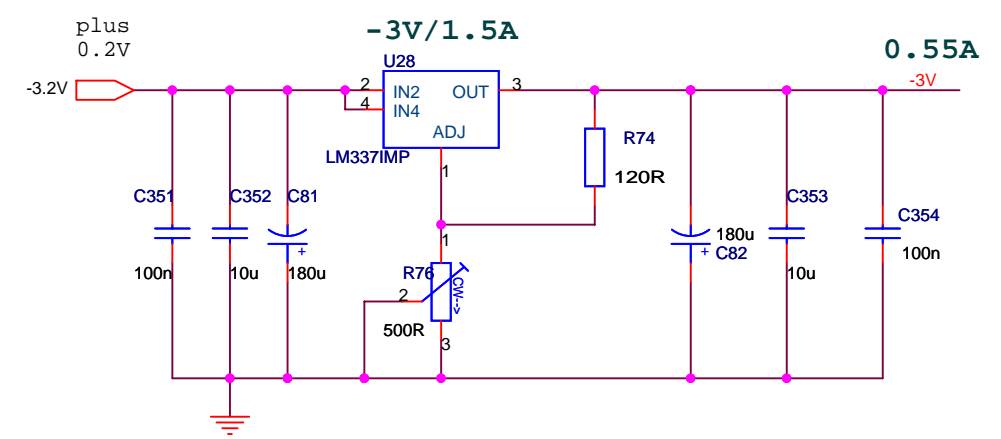 plus
0.2V
-3V/1.5A
0.55A
-3.2V
U28
2
4
IN2
IN4
OUT
ADJ
3
-3V
LM337IMP
1
R74
120R
C351
100n
C352
10u
C81
+
180u
1
R76
2
CW-->
500R
3
180u
+
C82
C353
10u
C354
100n